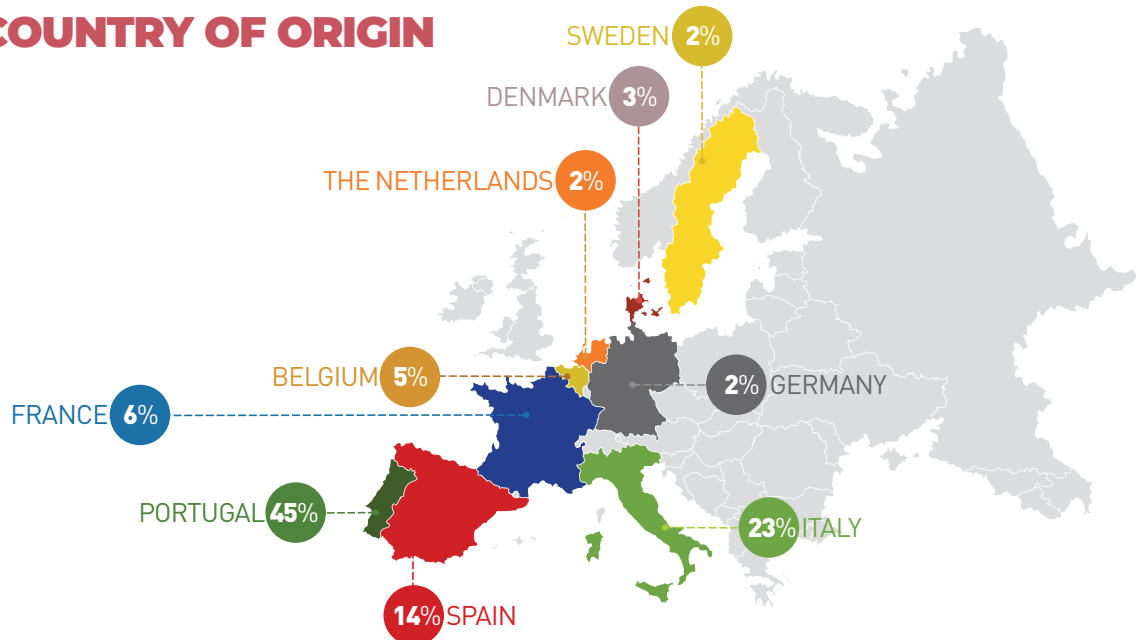 COUNTRY OF ORIGIN
SWEDEN 2%
DENMARK 3%
THE NETHERLANDS 2%
BELGIUM 5%
2% GERMANY
FRANCE 6%
PORTUGAL 45%
23% ITALY
14% SPAIN